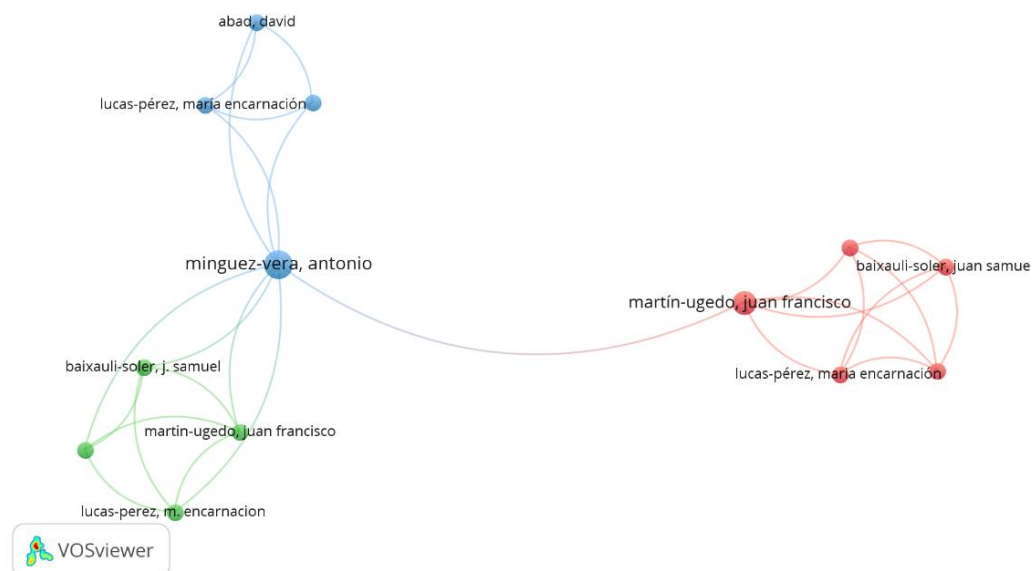 abad, david
lucas-pérez, maría encarnación
minguez-vera, antonio
baixauli-soler, juan samue
martín-ugedo, juan francisco
baixauli-soler, j. samuel
lucas-pérez, maría encarnación
martin-ugedo, juan francisco
lucas-perez, m. encarnacion
VOSviewer